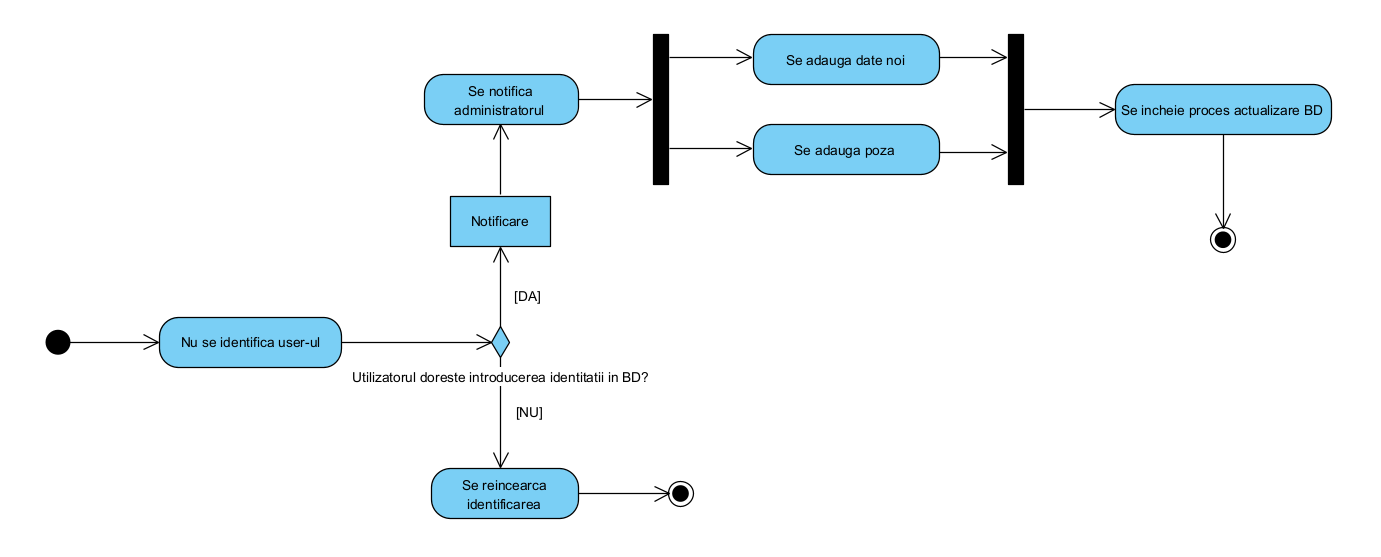 Se adauga date noi
Se notifica
administratorul
Se incheie proces actualizare BD
Se adauga poza
Notificare
[DA]
Nu se identifica user-ul
Utilizatorul doreste introducerea identitatii in BD?
[NU]
Se reincearca
identificarea